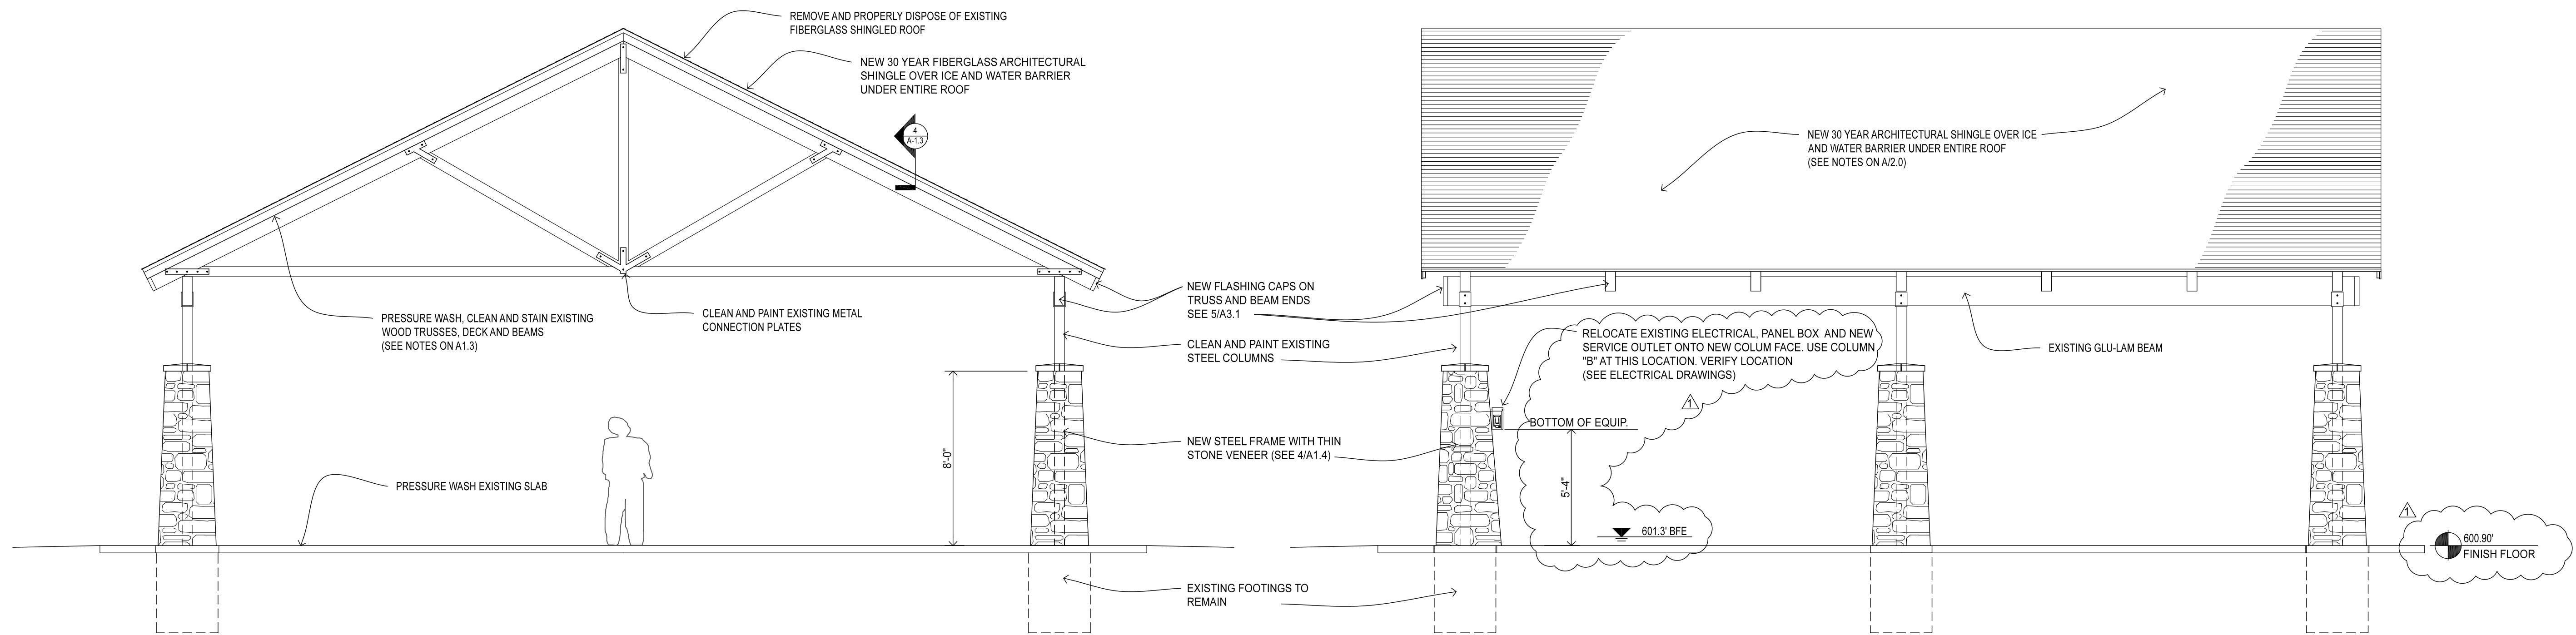 REMOVE AND PROPERLY DISPOSE OF EXISTING
FIBERGLASS SHINGLED ROOF
NEW 30 YEAR FIBERGLASS ARCHITECTURAL
SHINGLE OVER ICE AND WATER BARRIER
UNDER ENTIRE ROOF
4
A-1.3
PRESSURE WASH, CLEAN AND STAIN EXISTING
WOOD TRUSSES, DECK AND BEAMS
(SEE NOTES ON A1.3)
CLEAN AND PAINT EXISTING METAL
CONNECTION PLATES
PRESSURE WASH EXISTING SLAB
8'-0"
NEW FLASHING CAPS ON
TRUSS AND BEAM ENDS
SEE 5/A3.1
CLEAN AND PAINT EXISTING
STEEL COLUMNS
NEW STEEL FRAME WITH THIN
STONE VENEER (SEE 4/A1.4)
EXISTING FOOTINGS TO
REMAIN
NEW 30 YEAR ARCHITECTURAL SHINGLE OVER ICE
AND WATER BARRIER UNDER ENTIRE ROOF
(SEE NOTES ON A/2.0)
RELOCATE EXISTING ELECTRICAL, PANEL BOX AND NEW
SERVICE OUTLET ONTO NEW COLUM FACE. USE COLUMN
"B" AT THIS LOCATION. VERIFY LOCATION
(SEE ELECTRICAL DRAWINGS)
1
EXISTING GLU-LAM BEAM
BOTTOM OF EQUIP.
5'-4"
601.3' BFE
1
600.90'
FINISH FLOOR